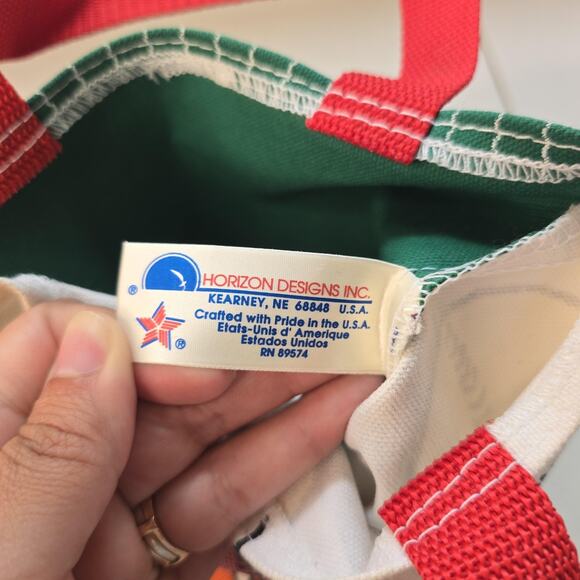 HORIZON DESIGNS INC.
KEARNEY, NE 68848 U.S.A.
Crafted with Pride in the U.S.A.
Etats-Unis d' Amerique
Estados Unidos
RN 89574
®
®